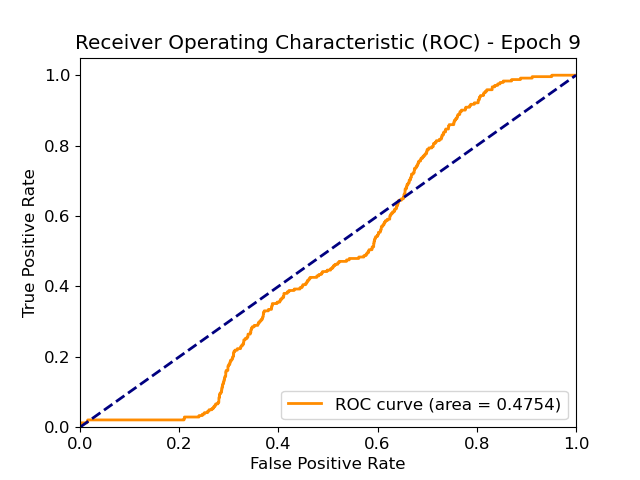 Receiver Operating Characteristic (ROC) - Epoch 9
True Positive Rate
1.0
0.8
0.6
0.4
0.2
0.0
ROC curve (area = 0.4754)
0.0 0.2 0.4 0.6 0.8 1.0
False Positive Rate